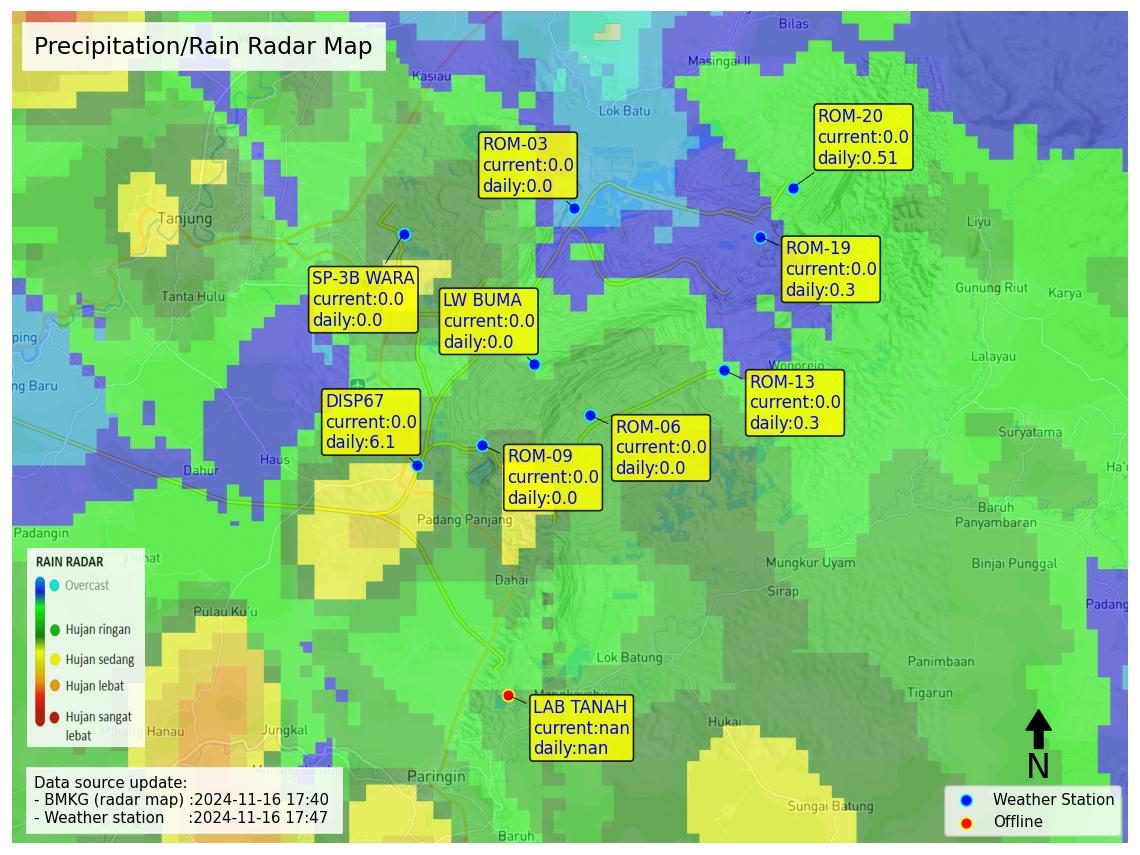 Precipitation/Rain Radar Map
Bilas
Masingai II
Kasiau
Lok Batu
ROM-20
current:0.0
daily:0.51
ROM-03
current:0.0
daily:0.0
Tanjung
Liyu
ROM-19
current:0.0
daily:0.3
SP-3B WARA
current:0.0
daily:0.0
Tanta Hulu
Gunung Riut
Karya
LW BUMA
current:0.0
daily:0.0
ping
Lalayau
Wonorejo
ng Baru
ROM-13
current:0.0
daily:0.3
DISP67
current:0.0
daily:6.1
ROM-06
current:0.0
daily:0.0
Suryatama
ROM-09
current:0.0
daily:0.0
Haus
Dahur
Ha'u
Baruh
Panyambaran
Padang Panjang
Padangin
RAIN RADAR
Overcast
Hujan ringan
Hujan sedang
Hujan lebat
Hujan sangat
lebat
Mungkur Uyam
Binjai Punggal
Dahai
Sirap
Padang
Pulau Ku'u
Lok Batung
Panimbaan
Tigarun
LAB TANAH
current:nan
daily:nan
Hukai
Hanau
Jungkal
Paringin
Sungai Batung
Baruh
Data source update:
- BMKG (radar map) :2024-11-16 17:40
- Weather station :2024-11-16 17:47
N
Weather Station
Offline